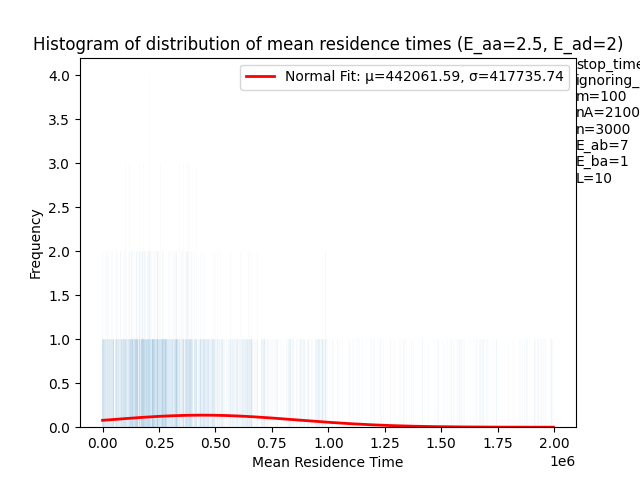 Histogram of distribution of mean residence times (E_aa=2.5, E_ad=2)
Normal Fit: μ=442061.59, σ=417735.74
stop_time
ignoring_
m=100
nA=2100
n=3000
E_ab=7
E_ba=1
L=10
Frequency
4.0
3.5
3.0
2.5
2.0
1.5
1.0
0.5
0.0
0.00 0.25 0.50 0.75 1.00 1.25 1.50 1.75 2.00
1e6
Mean Residence Time